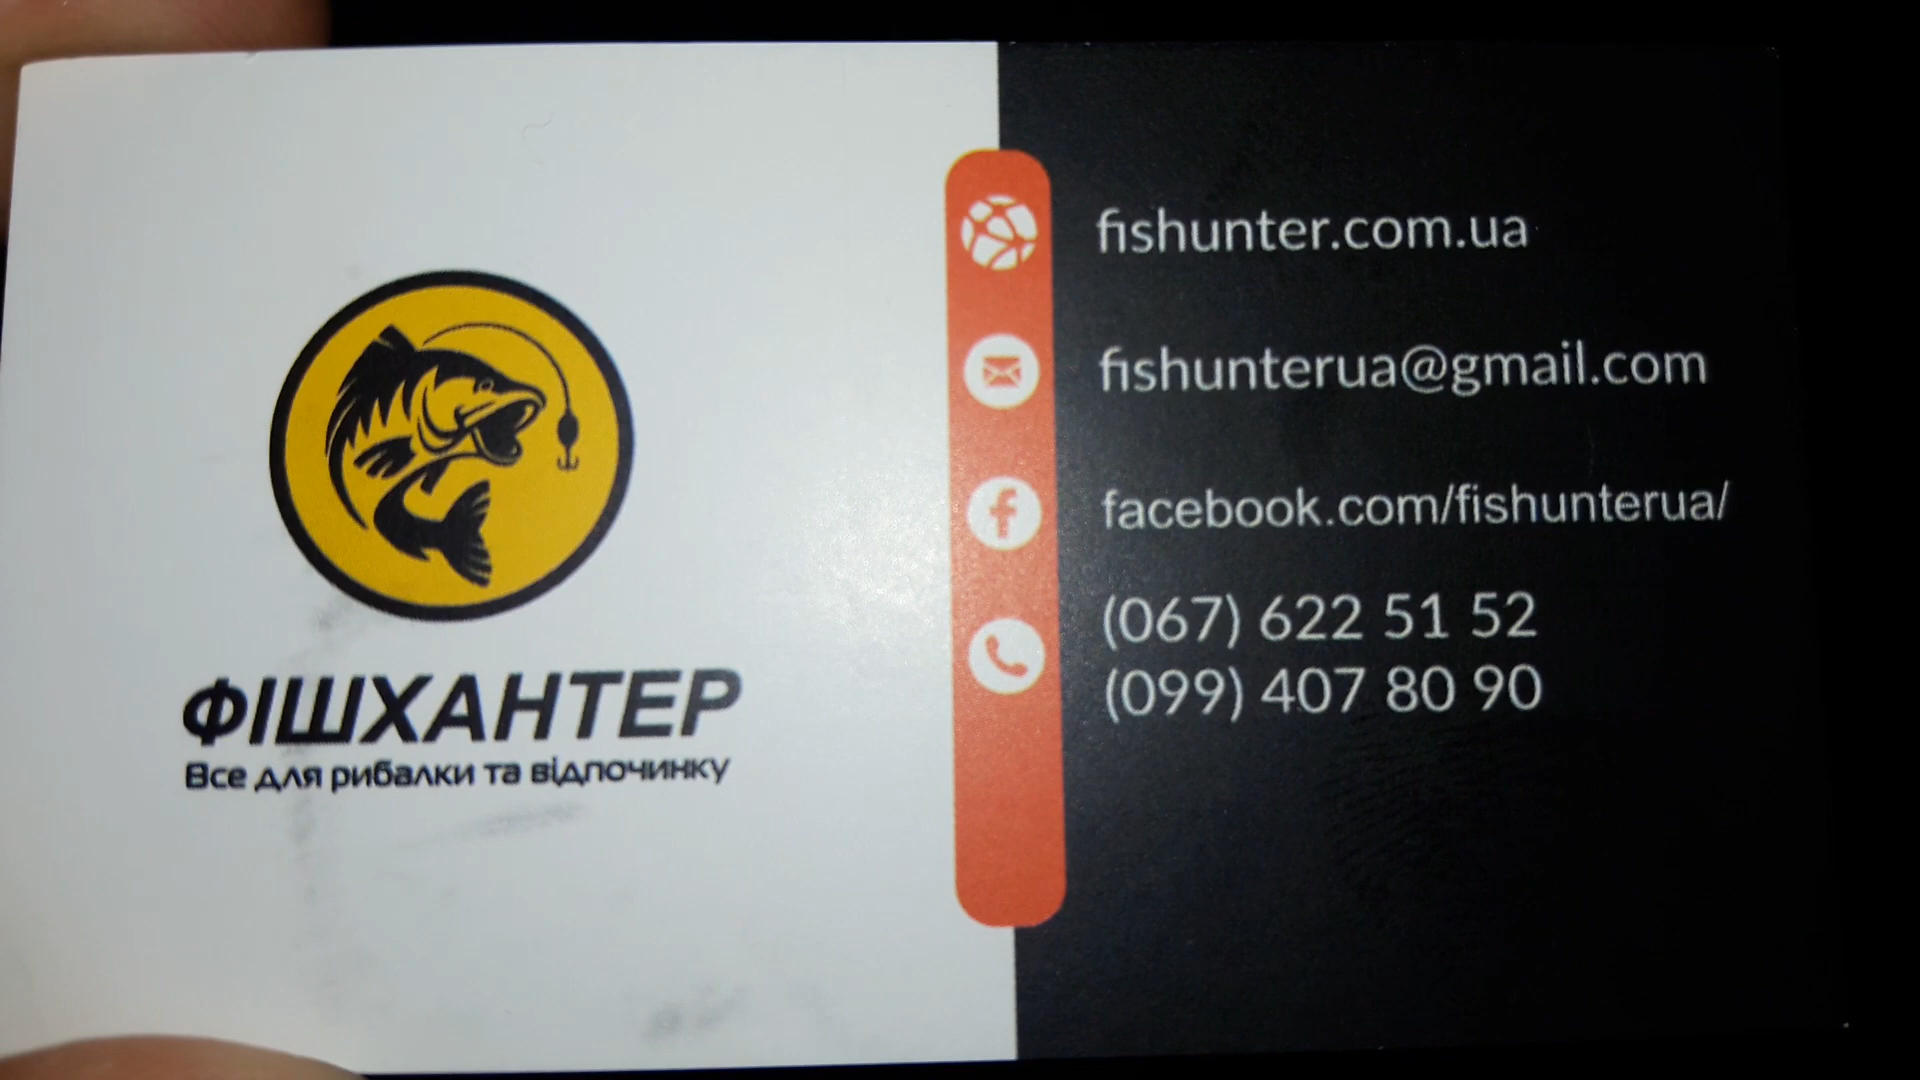 ФІШХАНТЕР
Все для рибалки та відпочинку
fishunter.com.ua
fishunterua@gmail.com
facebook.com/fishunterua/
(067) 622 51 52
(099) 407 80 90